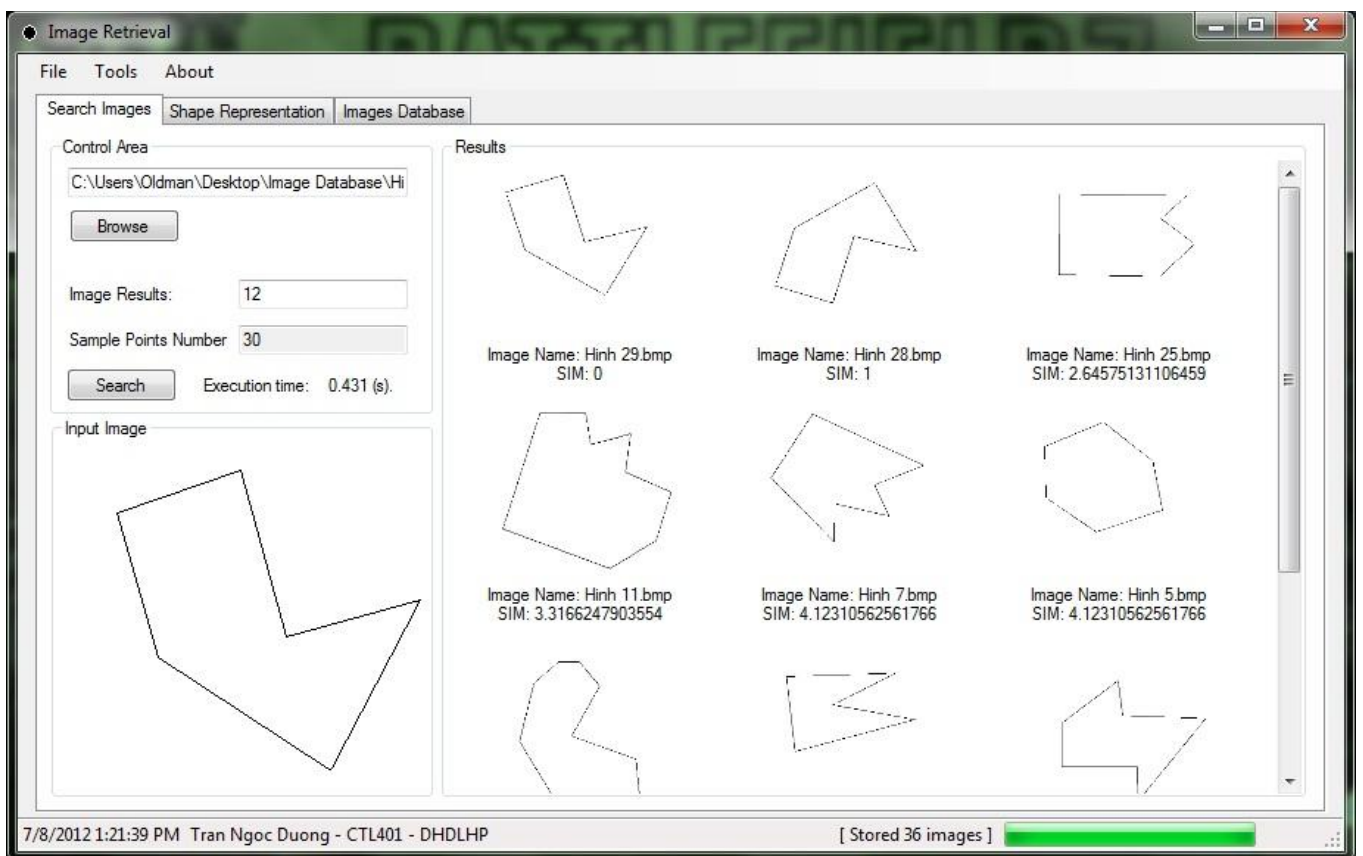 Image Retrieval
File Tools About
Search Images Shape Representation Images Database
Control Area
C:\Users\Oldman\Desktop\Image Database\Hi
Browse
Image Results: 12
Sample Points Number 30
Search Execution time: 0.431 (s).
Input Image
Results
Image Name: Hinh 29.bmp
SIM: 0
Image Name: Hinh 28.bmp
SIM: 1
Image Name: Hinh 25.bmp
SIM: 2.64575131106459
Image Name: Hinh 11.bmp
SIM: 3.3166247903554
Image Name: Hinh 7.bmp
SIM: 4.12310562561766
Image Name: Hinh 5.bmp
SIM: 4.12310562561766
7/8/2012 1:21:39 PM Tran Ngoc Duong - CTL401 - DHDLHP
[ Stored 36 images ]